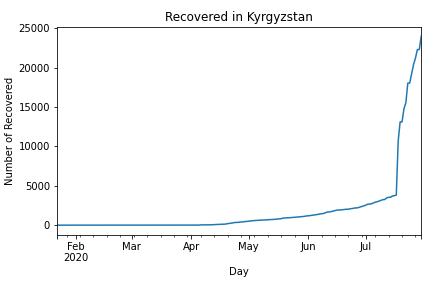 Recovered in Kyrgyzstan
25000
20000
15000
10000
5000
0
Number of Recovered
Feb Mar Apr May Jun Jul
2020
Day